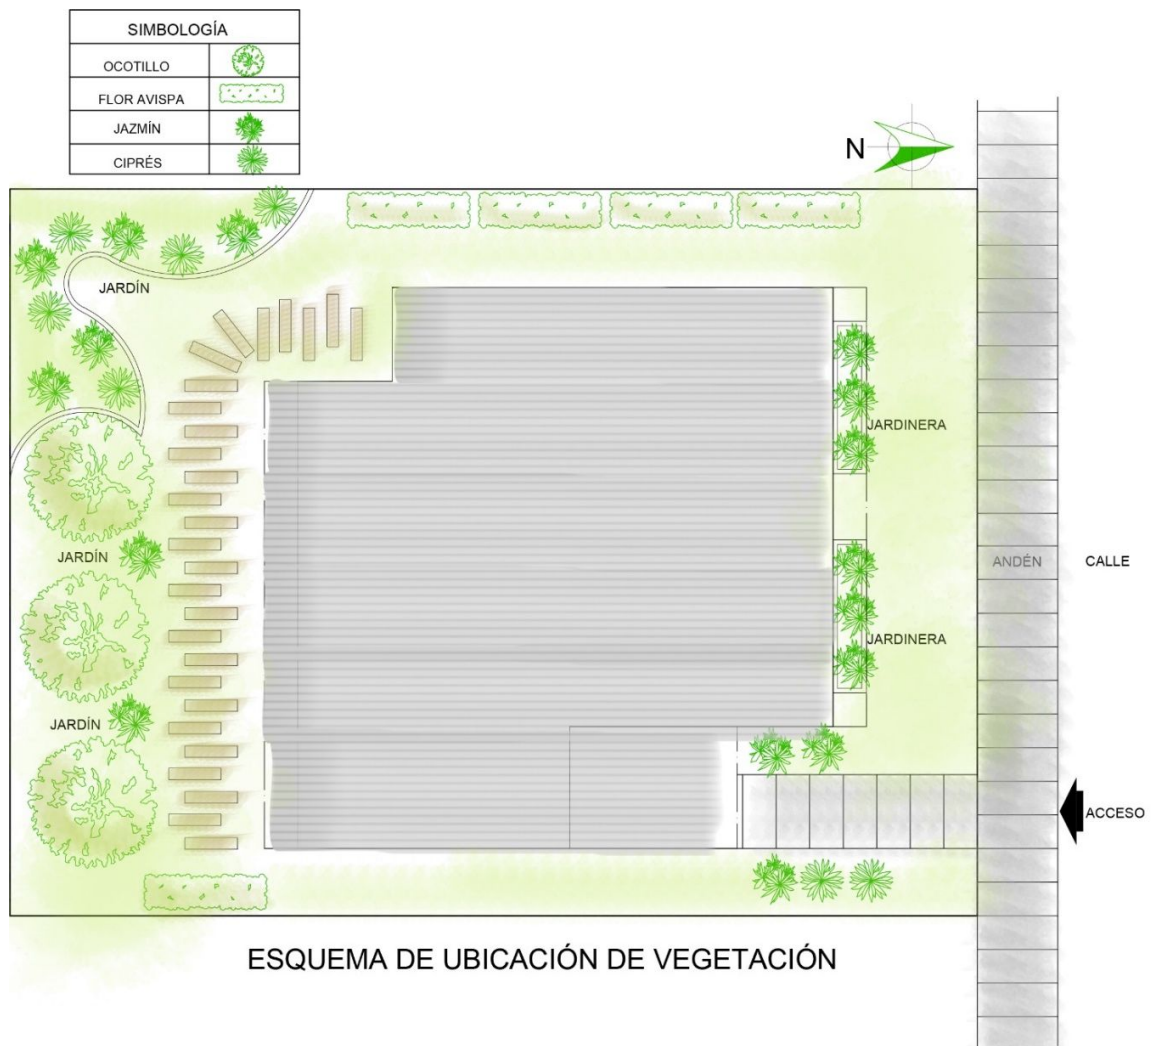 SIMBOLOGÍA
OCOTILLO
FLOR AVISPA
JAZMÍN
CIPRÉS
N
JARDÍN
JARDINERA
JARDÍN
ANDÉN
CALLE
JARDINERA
JARDÍN
ACCESO
ESQUEMA DE UBICACIÓN DE VEGETACIÓN